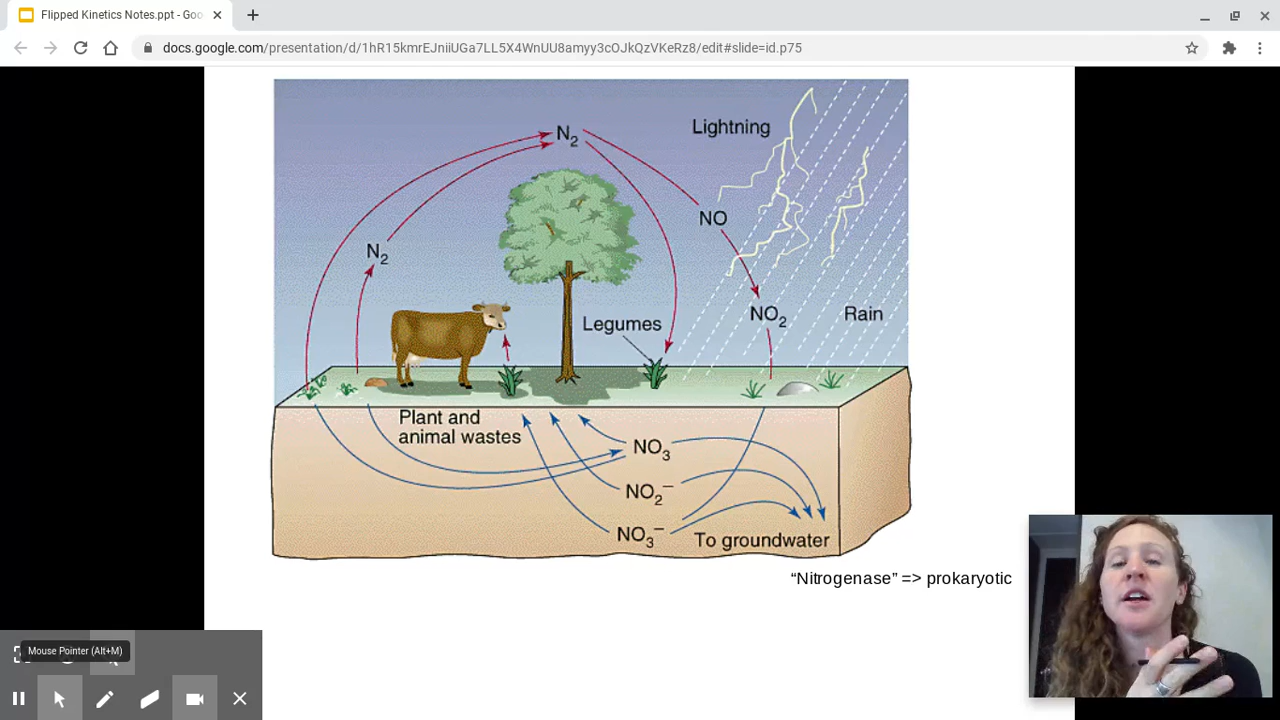 Flipped Kinetics Notes.ppt - Goo
docs.google.com/presentation/d/1hR15kmrEJniiUGa7LL5X4WnUU8amyy3cOJkQzVKeRz8/edit#slide=id.p75
N₂
Lightning
NO
N₂
NO₂
Rain
Legumes
Plant and
animal wastes
NO₃
NO₂⁻
NO₃⁻
To groundwater
“Nitrogenase” => prokaryotic
Mouse Pointer (Alt+M)